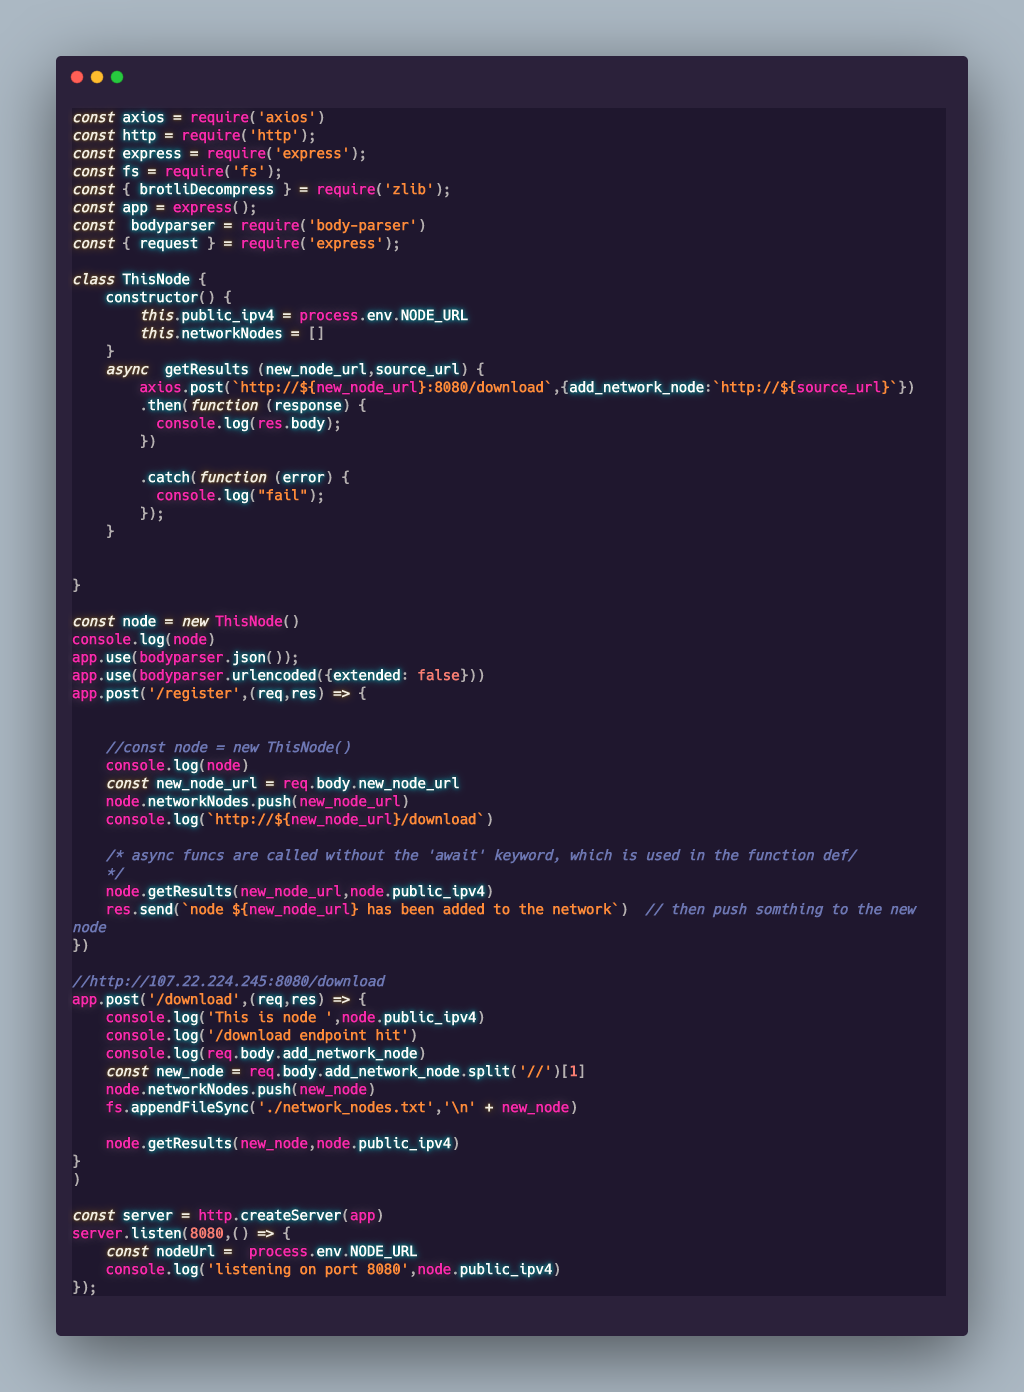 const axios = require('axios')
const http = require('http');
const express = require('express');
const fs = require('fs');
const { brotliDecompress } = require('zlib');
const app = express();
const  bodyparser = require('body-parser')
const { request } = require('express');

class ThisNode {
    constructor() {
        this.public_ipv4 = process.env.NODE_URL
        this.networkNodes = []
    }
    async  getResults (new_node_url,source_url) {
        axios.post(`http://${new_node_url}:8080/download`,{add_network_node:`http://${source_url}`})
        .then(function (response) {
          console.log(res.body);
        })

        .catch(function (error) {
          console.log("fail");
        });
    }


}

const node = new ThisNode()
console.log(node)
app.use(bodyparser.json());
app.use(bodyparser.urlencoded({extended: false}))
app.post('/register',(req,res) => {


    //const node = new ThisNode()
    console.log(node)
    const new_node_url = req.body.new_node_url
    node.networkNodes.push(new_node_url)
    console.log(`http://${new_node_url}/download`)

    /* async funcs are called without the 'await' keyword, which is used in the function def/
    */
    node.getResults(new_node_url,node.public_ipv4)
    res.send(`node ${new_node_url} has been added to the network`)  // then push somthing to the new
node
})

//http://107.22.224.245:8080/download
app.post('/download',(req,res) => {
    console.log('This is node ',node.public_ipv4)
    console.log('/download endpoint hit')
    console.log(req.body.add_network_node)
    const new_node = req.body.add_network_node.split('//')[1]
    node.networkNodes.push(new_node)
    fs.appendFileSync('./network_nodes.txt','\n' + new_node)

    node.getResults(new_node,node.public_ipv4)
}
)

const server = http.createServer(app)
server.listen(8080,() => {
    const nodeUrl =  process.env.NODE_URL
    console.log('listening on port 8080',node.public_ipv4)
});